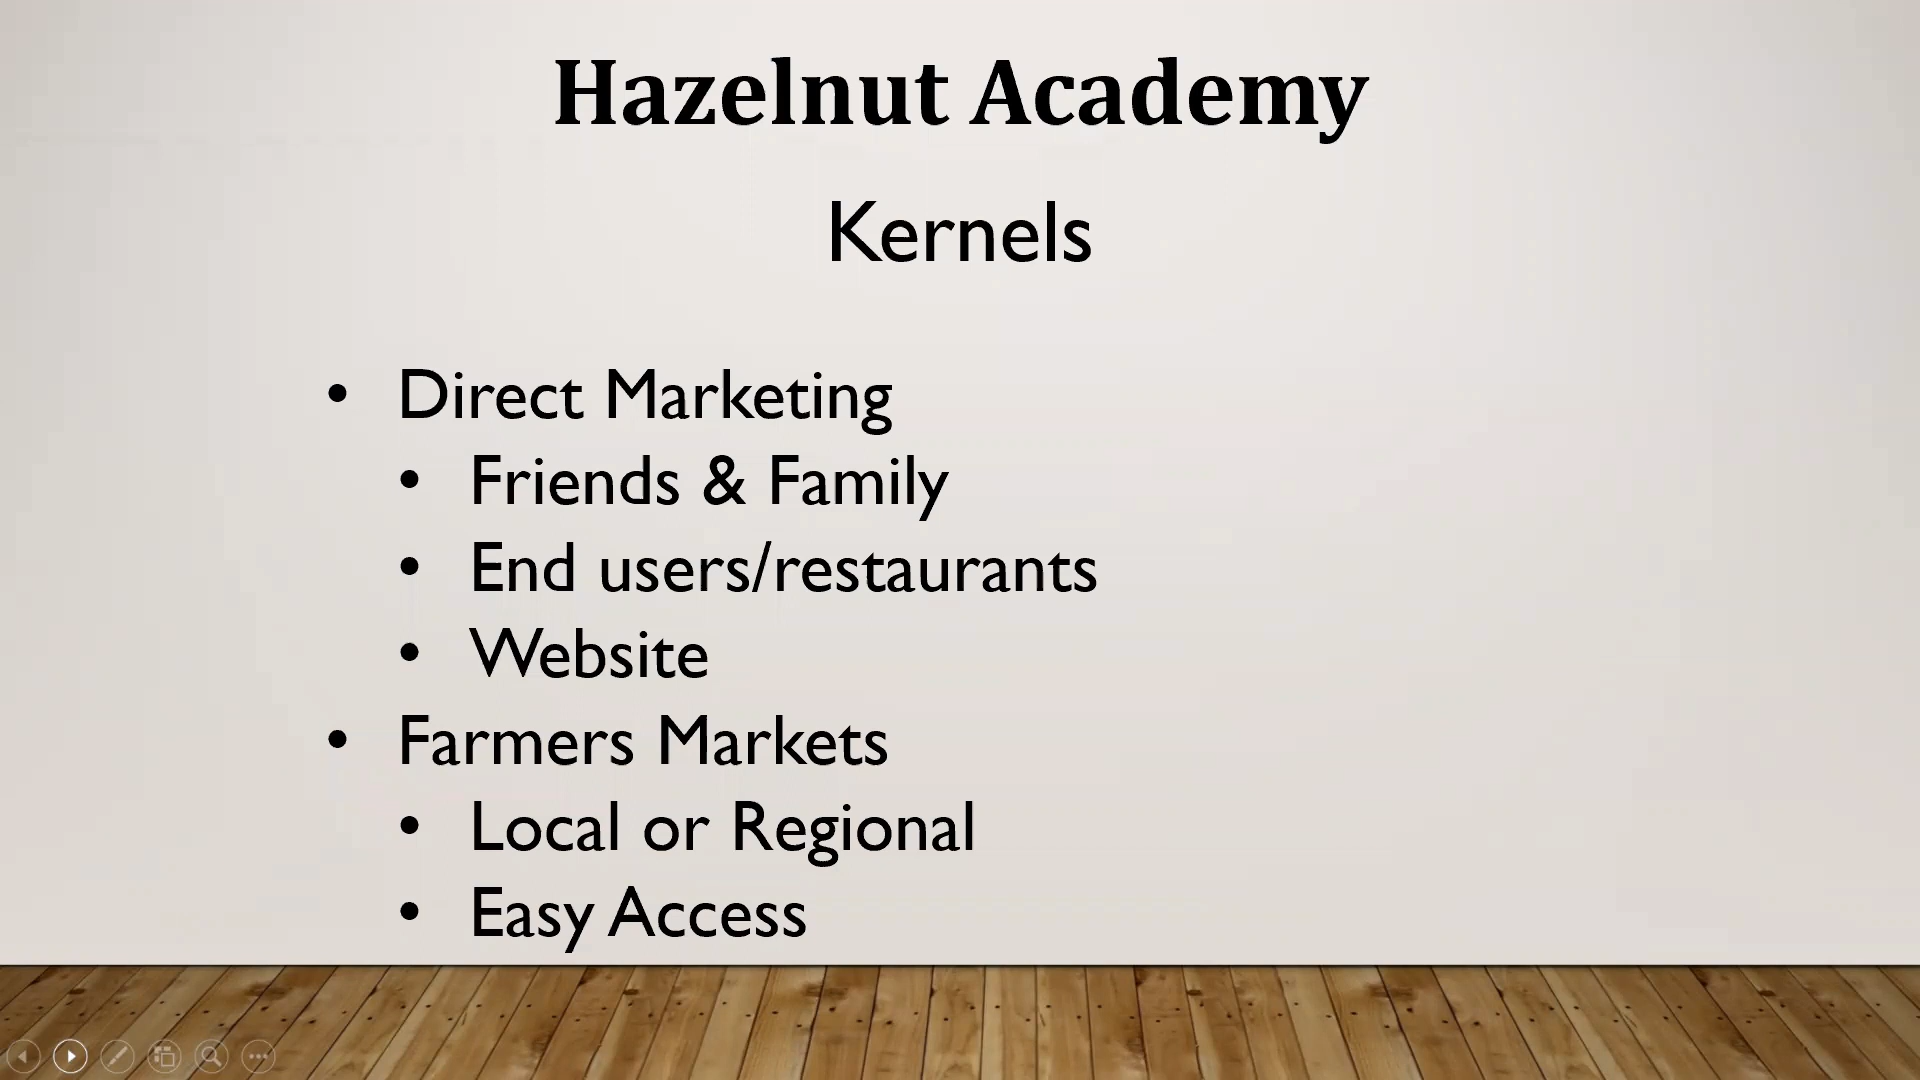 Hazelnut Academy
Kernels
• Direct Marketing
• Friends & Family
• End users/restaurants
• Website
• Farmers Markets
• Local or Regional
• Easy Access